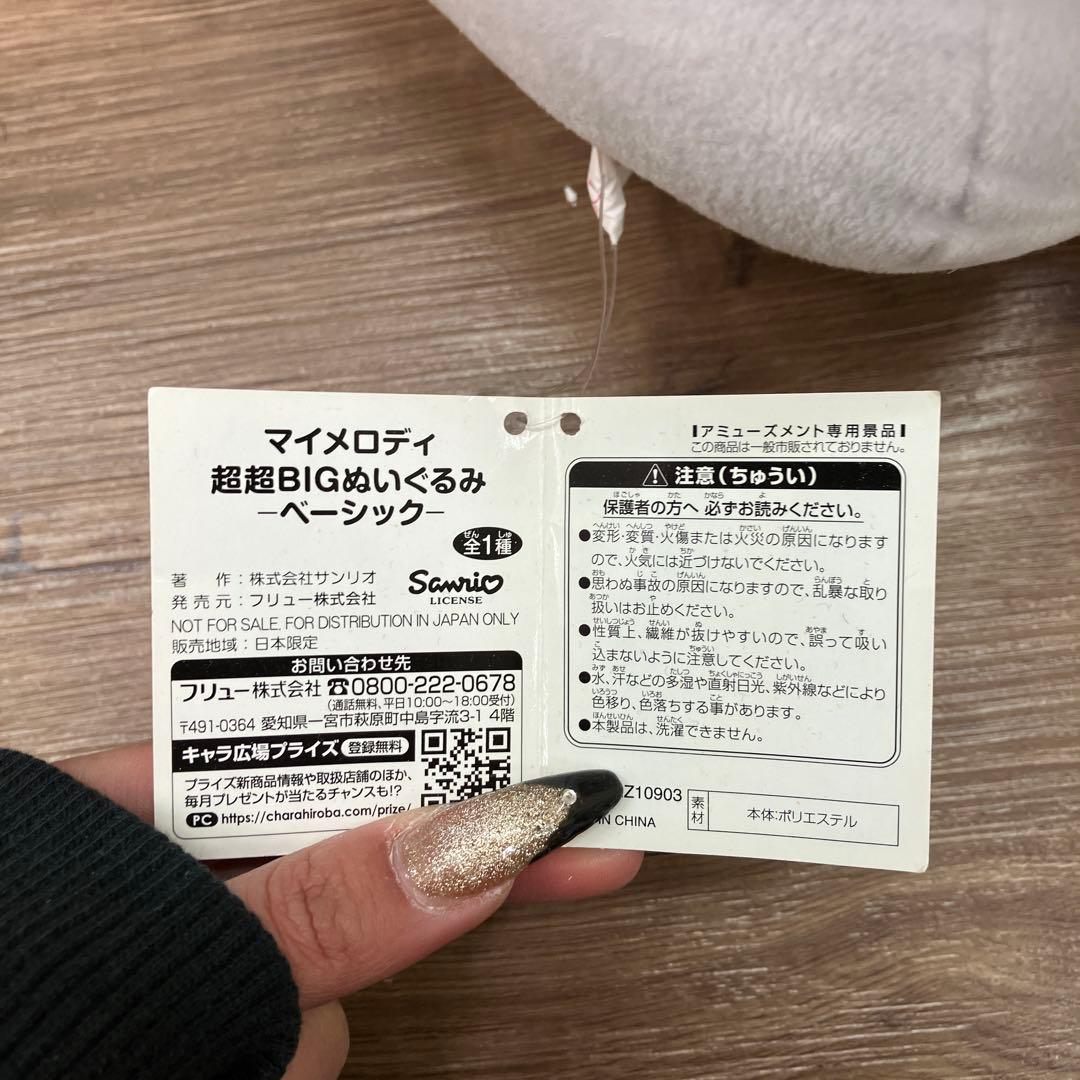 マイメロディ
超超BIGぬいぐるみ
-ベーシック-
全1種
著 作：株式会社サンリオ
発売元：フリュー株式会社
Sanrio
LICENSE
NOT FOR SALE, FOR DISTRIBUTION IN JAPAN ONLY
販売地域：日本限定
お問い合わせ先
フリュー株式会社 ☎0800-222-0678
(通話無料、平日10:00〜18:00受付)
〒491-0364 愛知県一宮市萩原町中島字流3-1 4階
キャラ広場プライズ 登録無料
プライズ新商品情報や取扱店舗のほか、
毎月プレゼントが当たるチャンスも!?
PC https://charahiroba.com/prize/
アミューズメント専用景品
この商品は一般市販されておりません。
⚠ 注意(ちゅうい)
保護者の方へ 必ずお読みください。
●変形・変質・火傷または火災の原因になります
ので、火気には近づけないでください。
●思わぬ事故の原因になりますので、乱暴な取り
扱いはお止めください。
●性質上、繊維が抜けやすいので、誤って吸い
込まないように注意してください。
●水、汗などの多湿や直射日光、紫外線などにより
色移り、色落ちする事があります。
●本製品は、洗濯できません。
Z10903
IN CHINA
素材
本体:ポリエステル